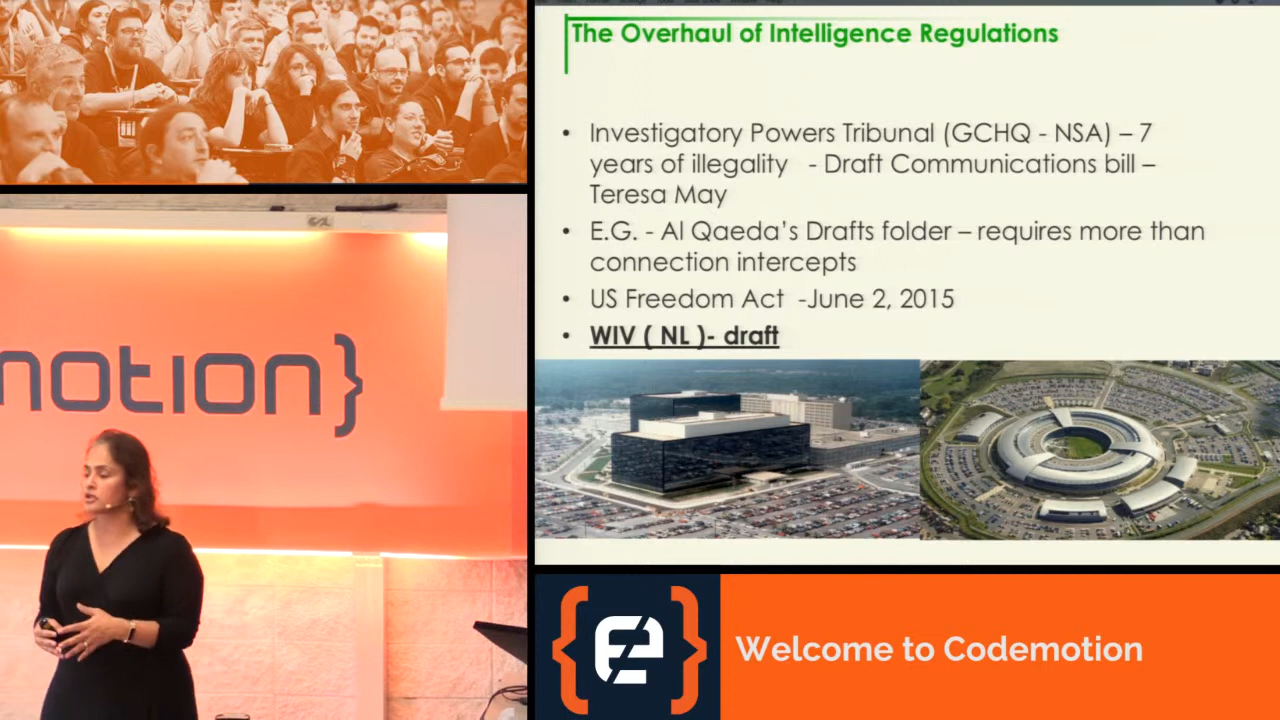 The Overhaul of Intelligence Regulations
• Investigatory Powers Tribunal (GCHQ - NSA) – 7
years of illegality - Draft Communications bill –
Teresa May
• E.G. - Al Qaeda's Drafts folder – requires more than
connection intercepts
• US Freedom Act -June 2, 2015
• WIV ( NL )- draft
motion}
Welcome to Codemotion